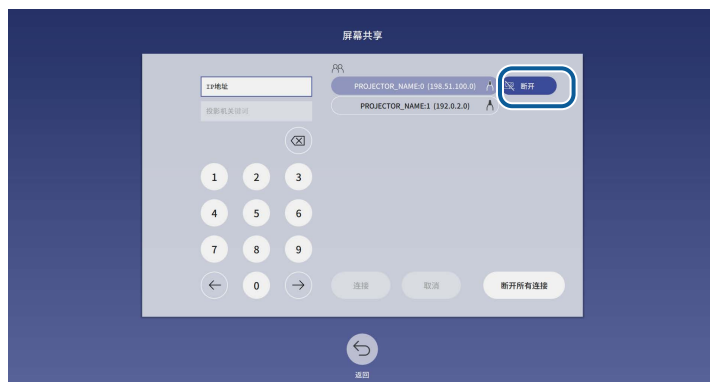 屏幕共享
IP地址
投影机关键词
PROJECTOR_NAME:0 (198.51.100.0)
断开
PROJECTOR_NAME:1 (192.0.2.0)
1 2 3
4 5 6
7 8 9
0
连接 取消 断开所有连接
返回